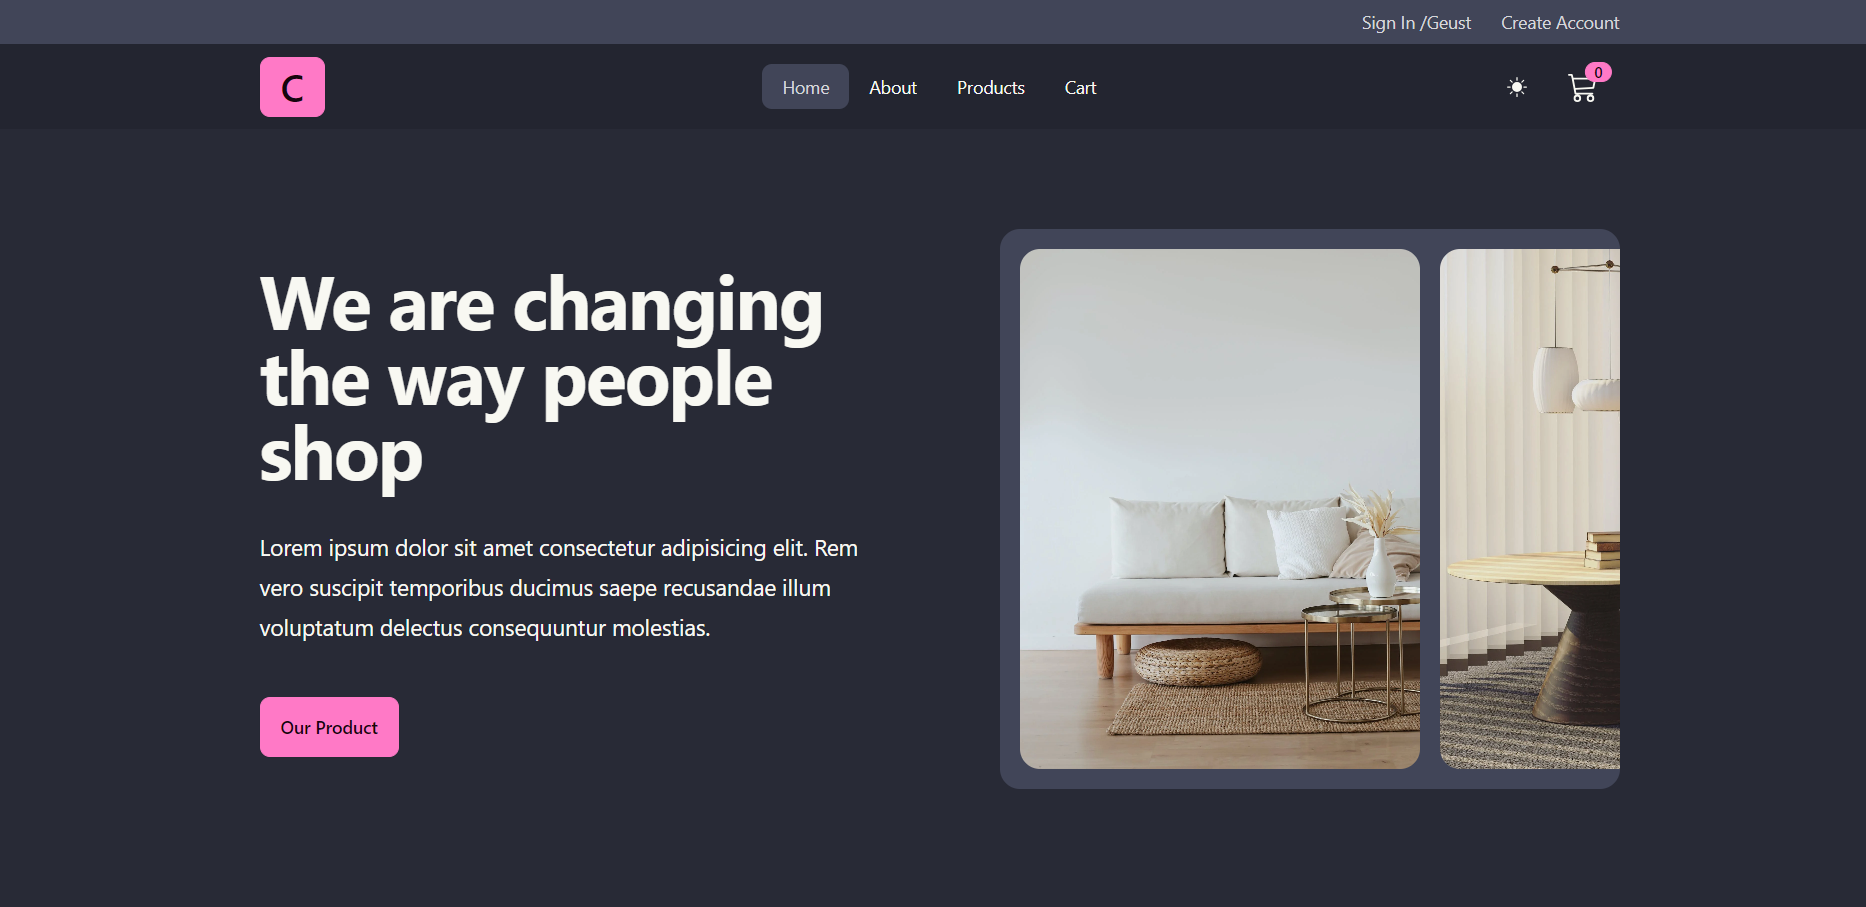 Sign In /Geust Create Account
C
Home About Products Cart
0
We are changing
the way people
shop
Lorem ipsum dolor sit amet consectetur adipisicing elit. Rem
vero suscipit temporibus ducimus saepe recusandae illum
voluptatum delectus consequuntur molestias.
Our Product